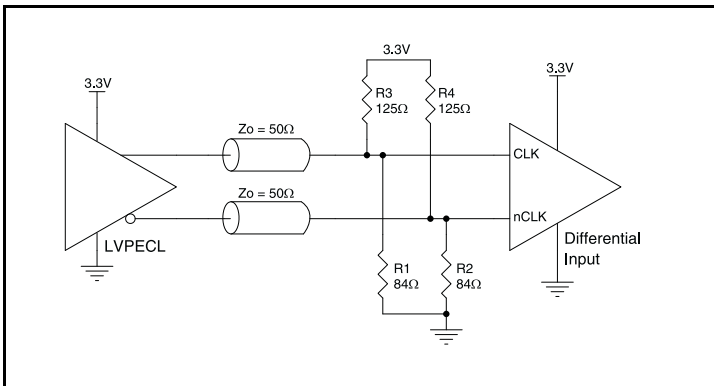 3.3V
3.3V
3.3V
R3
125Ω
R4
125Ω
Zo = 50Ω
CLK
Zo = 50Ω
nCLK
LVPECL
Differential
Input
R1
84Ω
R2
84Ω